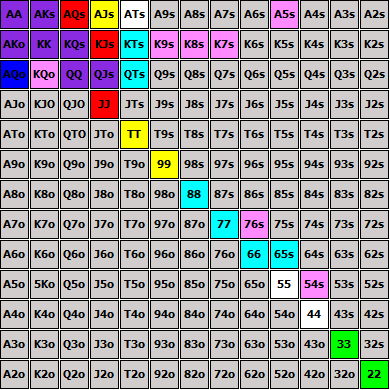 AA AKs AQs AJs ATs A9s A8s A7s A6s A5s A4s A3s A2s
AKo KK KQs KJs KTs K9s K8s K7s K6s K5s K4s K3s K2s
AQo KQo QQ QJs QTs Q9s Q8s Q7s Q6s Q5s Q4s Q3s Q2s
AJo KJO QJO JJ JTs J9s J8s J7s J6s J5s J4s J3s J2s
ATo KTo QTO JTo TT T9s T8s T7s T6s T5s T4s T3s T2s
A9o K9o Q9o J9o T9o 99 98s 97s 96s 95s 94s 93s 92s
A8o K8o Q8o J8o T8o 98o 88 87s 86s 85s 84s 83s 82s
A7o K7o Q7o J7o T7o 97o 87o 77 76s 75s 74s 73s 72s
A6o K6o Q6o J6o T6o 96o 86o 76o 66 65s 64s 63s 62s
A5o 5Ko Q5o J5o T5o 95o 85o 75o 65o 55 54s 53s 52s
A4o K4o Q4o J4o T4o 94o 84o 74o 64o 54o 44 43s 42s
A3o K3o Q3o J3o T3o 93o 83o 73o 63o 53o 43o 33 32s
A2o K2o Q2o J2o T2o 92o 82o 72o 62o 52o 42o 32o 22